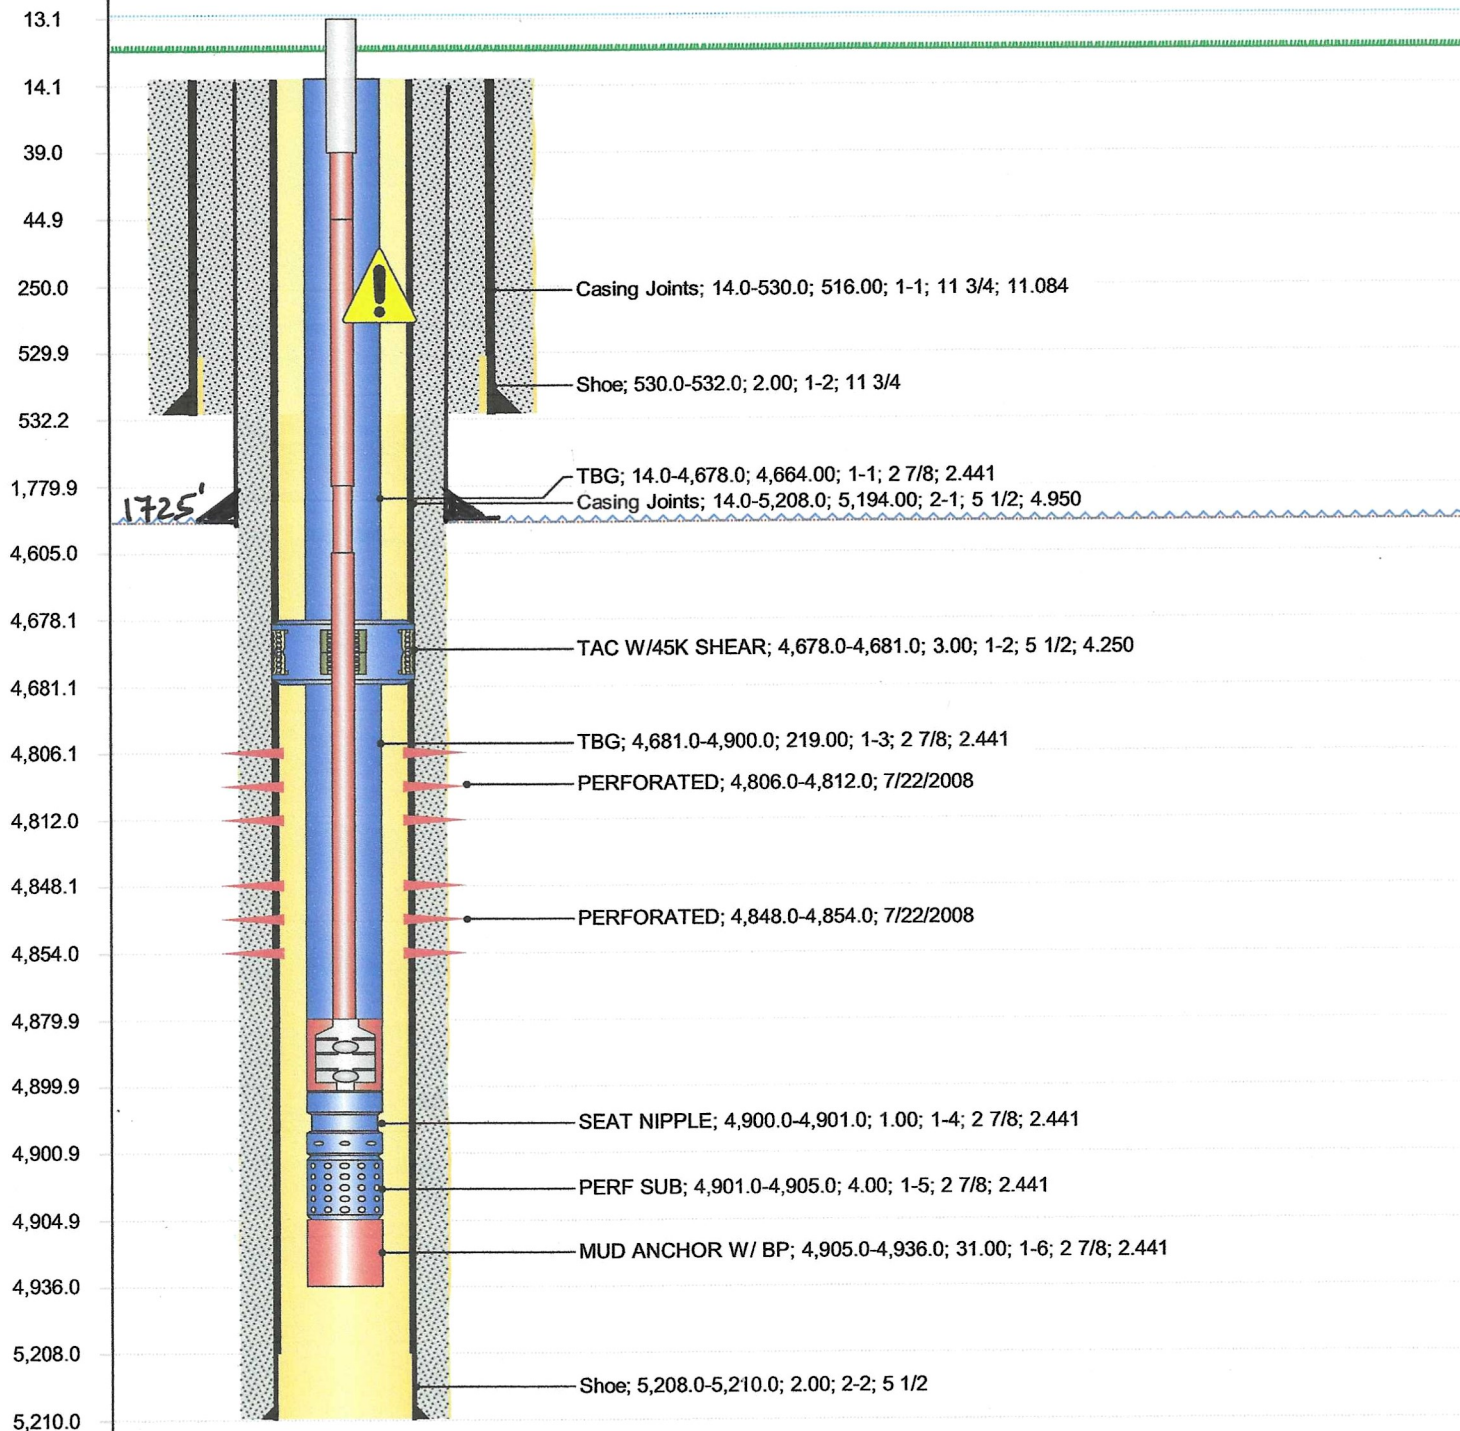 13.1
14.1
39.0
44.9
250.0
Casing Joints; 14.0-530.0; 516.00; 1-1; 11 3/4; 11.084
529.9
Shoe; 530.0-532.0; 2.00; 1-2; 11 3/4
532.2
TBG; 14.0-4,678.0; 4,664.00; 1-1; 2 7/8; 2.441
1,779.9
Casing Joints; 14.0-5,208.0; 5,194.00; 2-1; 5 1/2; 4.950
1725'
4,605.0
4,678.1
TAC W/45K SHEAR; 4,678.0-4,681.0; 3.00; 1-2; 5 1/2; 4.250
4,681.1
TBG; 4,681.0-4,900.0; 219.00; 1-3; 2 7/8; 2.441
4,806.1
PERFORATED; 4,806.0-4,812.0; 7/22/2008
4,812.0
4,848.1
PERFORATED; 4,848.0-4,854.0; 7/22/2008
4,854.0
4,879.9
4,899.9
SEAT NIPPLE; 4,900.0-4,901.0; 1.00; 1-4; 2 7/8; 2.441
4,900.9
PERF SUB; 4,901.0-4,905.0; 4.00; 1-5; 2 7/8; 2.441
4,904.9
MUD ANCHOR W/ BP; 4,905.0-4,936.0; 31.00; 1-6; 2 7/8; 2.441
4,936.0
5,208.0
Shoe; 5,208.0-5,210.0; 2.00; 2-2; 5 1/2
5,210.0